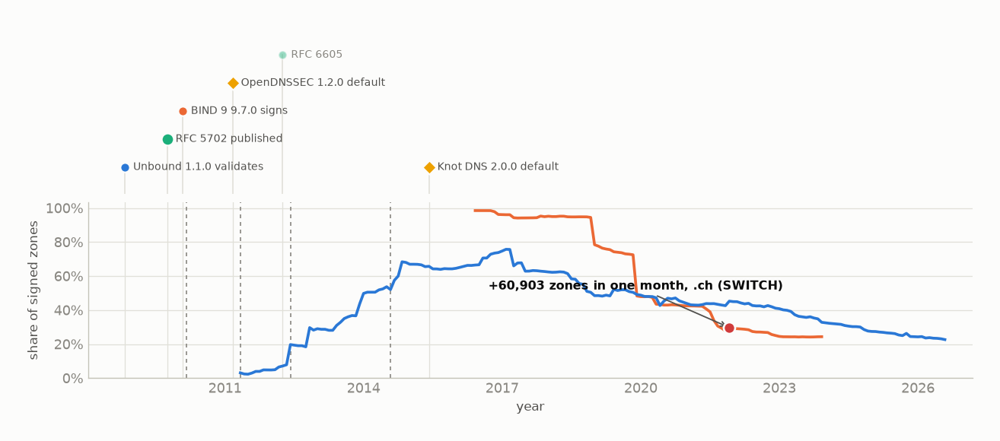 RFC 6605
OpenDNSSEC 1.2.0 default
BIND 9 9.7.0 signs
RFC 5702 published
Unbound 1.1.0 validates
Knot DNS 2.0.0 default
100%
80%
60%
40%
20%
0%
share of signed zones
+60,903 zones in one month, .ch (SWITCH)
2011 2014 2017 2020 2023 2026
year